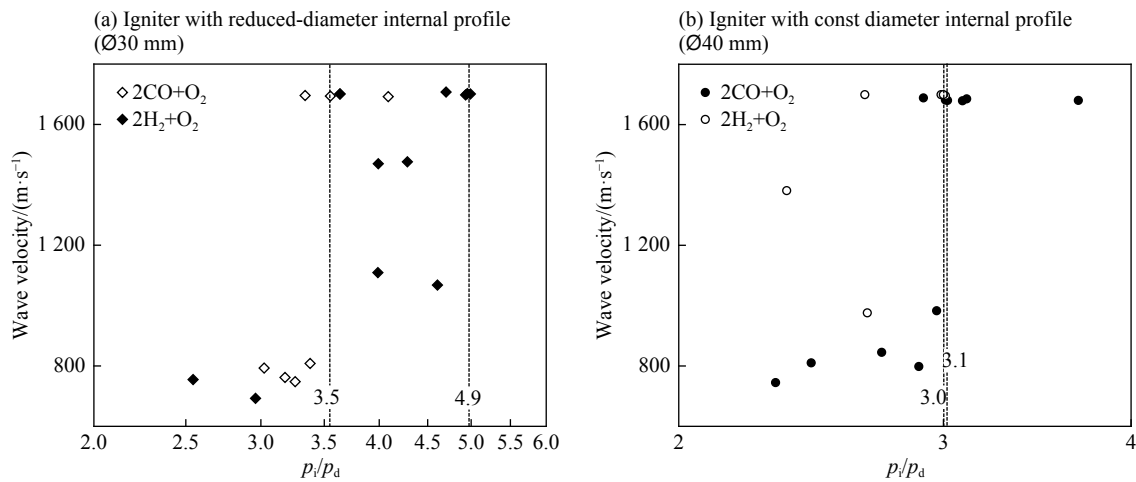 (a) Igniter with reduced-diameter internal profile
(Ø30 mm)
2CO+O₂
2H₂+O₂
1 600
1 200
800
Wave velocity/(m·s⁻¹)
3.5
4.9
2.0 2.5 3.0 3.5 4.0 4.5 5.0 5.5 6.0
pᵢ/p_d
(b) Igniter with const diameter internal profile
(Ø40 mm)
2CO+O₂
2H₂+O₂
1 600
1 200
800
Wave velocity/(m·s⁻¹)
3.1
3.0
2 3 4
pᵢ/p_d